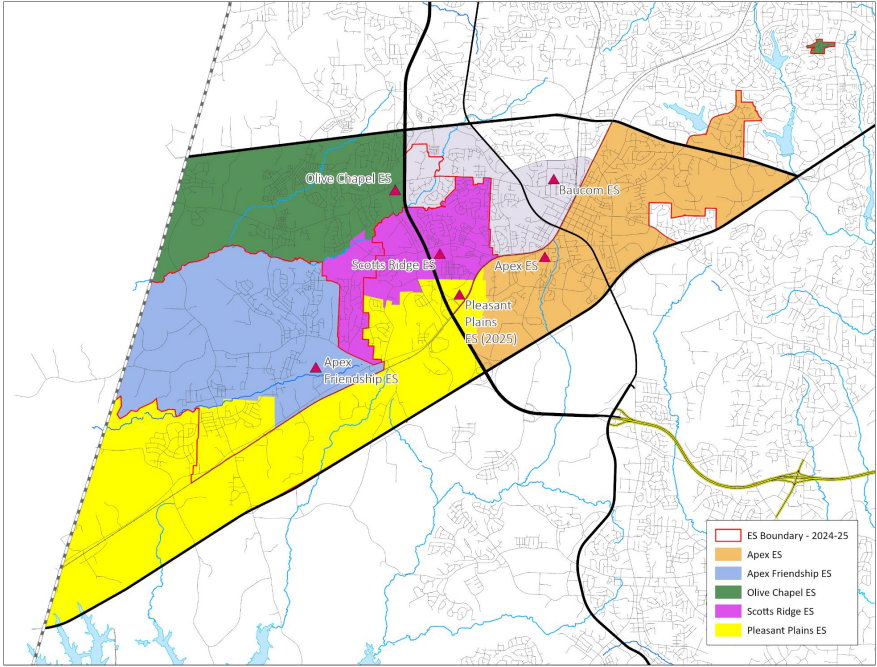 Olive Chapel ES
Baucom ES
Scotts Ridge ES
Apex ES
Pleasant
Plains
ES (2025)
Apex
Friendship ES
ES Boundary - 2024-25
Apex ES
Apex Friendship ES
Olive Chapel ES
Scotts Ridge ES
Pleasant Plains ES